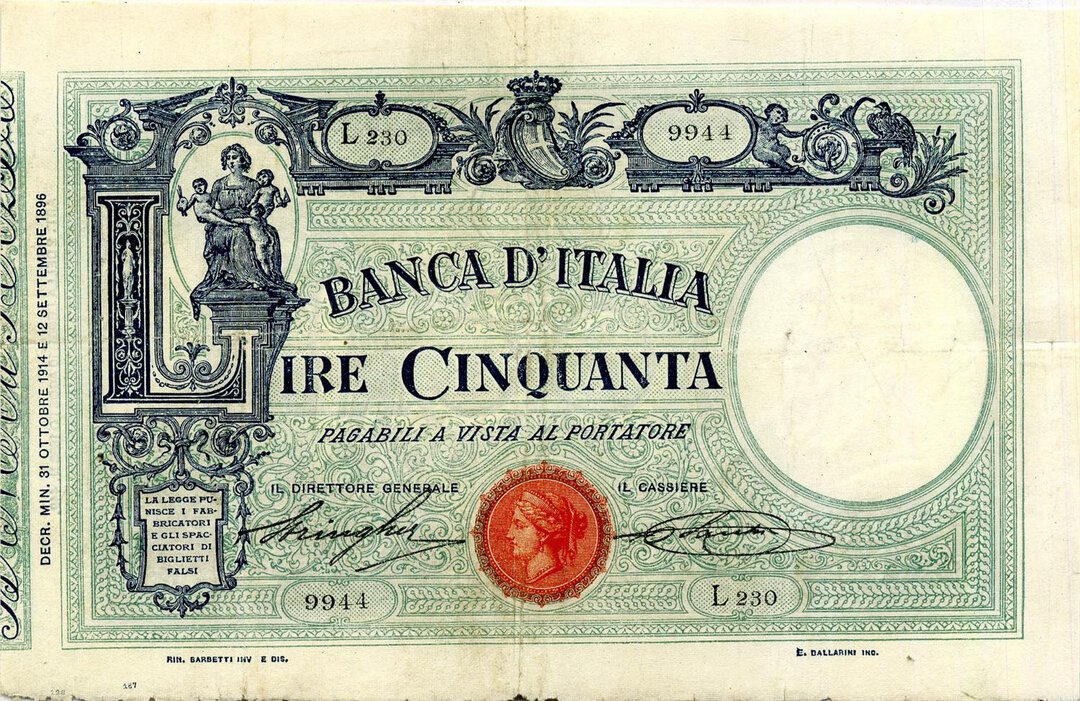 L 230
9944
DECR. MIN. 31 OTTOBRE 1914 E 12 SETTEMBRE 1896
BANCA D'ITALIA
LIRE CINQUANTA
PAGABILI A VISTA AL PORTATORE
IL DIRETTORE GENERALE
IL CASSIERE
Stringher
LA LEGGE PU-
NISCE I FAB-
BRICATORI
E GLI SPAC-
CIATORI DI
BIGLIETTI
FALSI
9944
L 230
RIN. BARBETTI INV E DIS.
E. BALLARINI INC.
187